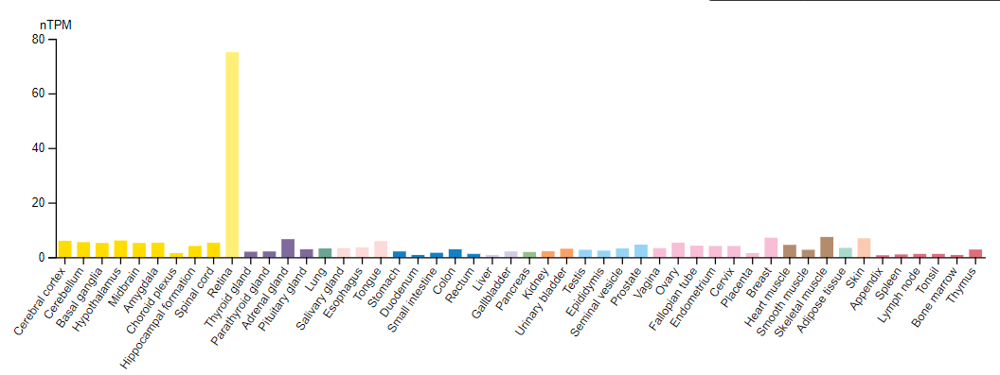 nTPM
80
60
40
20
0
Cerebral cortex
Cerebellum
Basal ganglia
Hypothalamus
Midbrain
Amygdala
Choroid plexus
Hippocampal formation
Spinal cord
Retina
Thyroid gland
Parathyroid gland
Adrenal gland
Pituitary gland
Lung
Salivary gland
Esophagus
Tongue
Stomach
Duodenum
Small intestine
Colon
Rectum
Liver
Gallbladder
Pancreas
Kidney
Urinary bladder
Testis
Epididymis
Seminal vesicle
Prostate
Vagina
Ovary
Fallopian tube
Endometrium
Cervix
Placenta
Breast
Heart muscle
Smooth muscle
Skeletal muscle
Adipose tissue
Skin
Appendix
Spleen
Lymph node
Tonsil
Bone marrow
Thymus